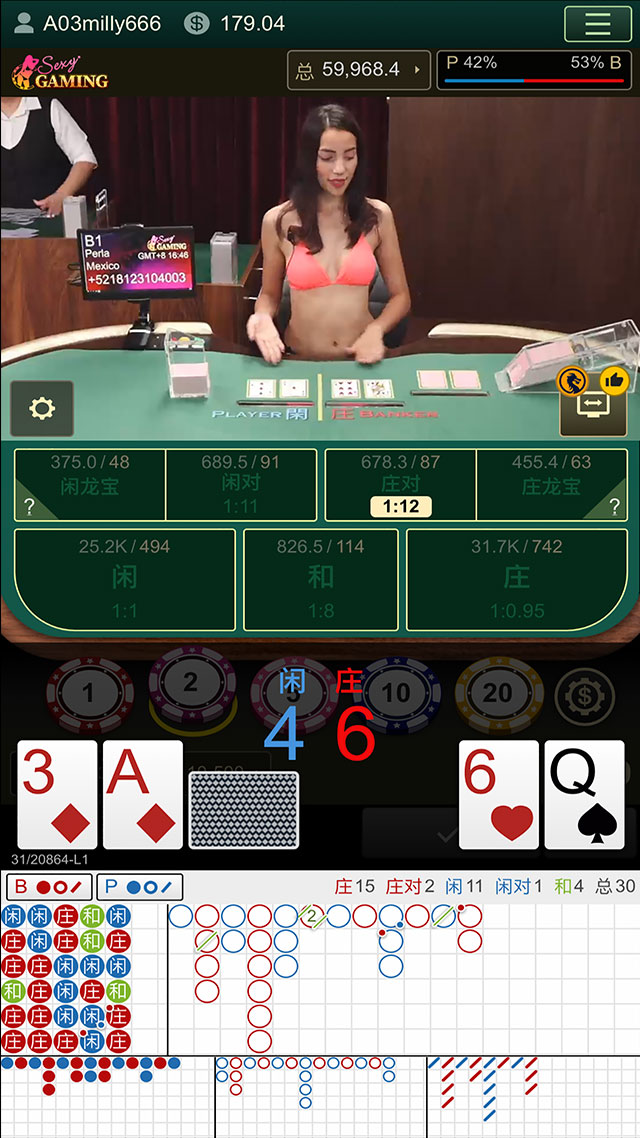 A03milly666 $ 179.04
Sexy GAMING
总 59,968.4
P 42% 53% B
B1
Sexy GAMING
Perla
GMT+8 16:46
Mexico
+5218123104003
PLAYER 閑 庄 BANKER
375.0/48 689.5/91 678.3/87 455.4/63
闲龙宝 闲对 庄对 庄龙宝
? 1:11 1:12 ?
25.2K/494 826.5/114 31.7K/742
闲 和 庄
1:1 1:8 1:0.95
1 2 5 10 20 $
闲 庄
4 6
3 A 6 Q
31/20864-L1
B P 庄15 庄对2 闲11 闲对1 和4 总30
闲 闲 庄 和 闲 2
庄 闲 庄 和 庄
庄 庄 闲 闲 闲
和 庄 闲 庄 和
庄 庄 闲 闲 庄
庄 庄 庄 闲 庄